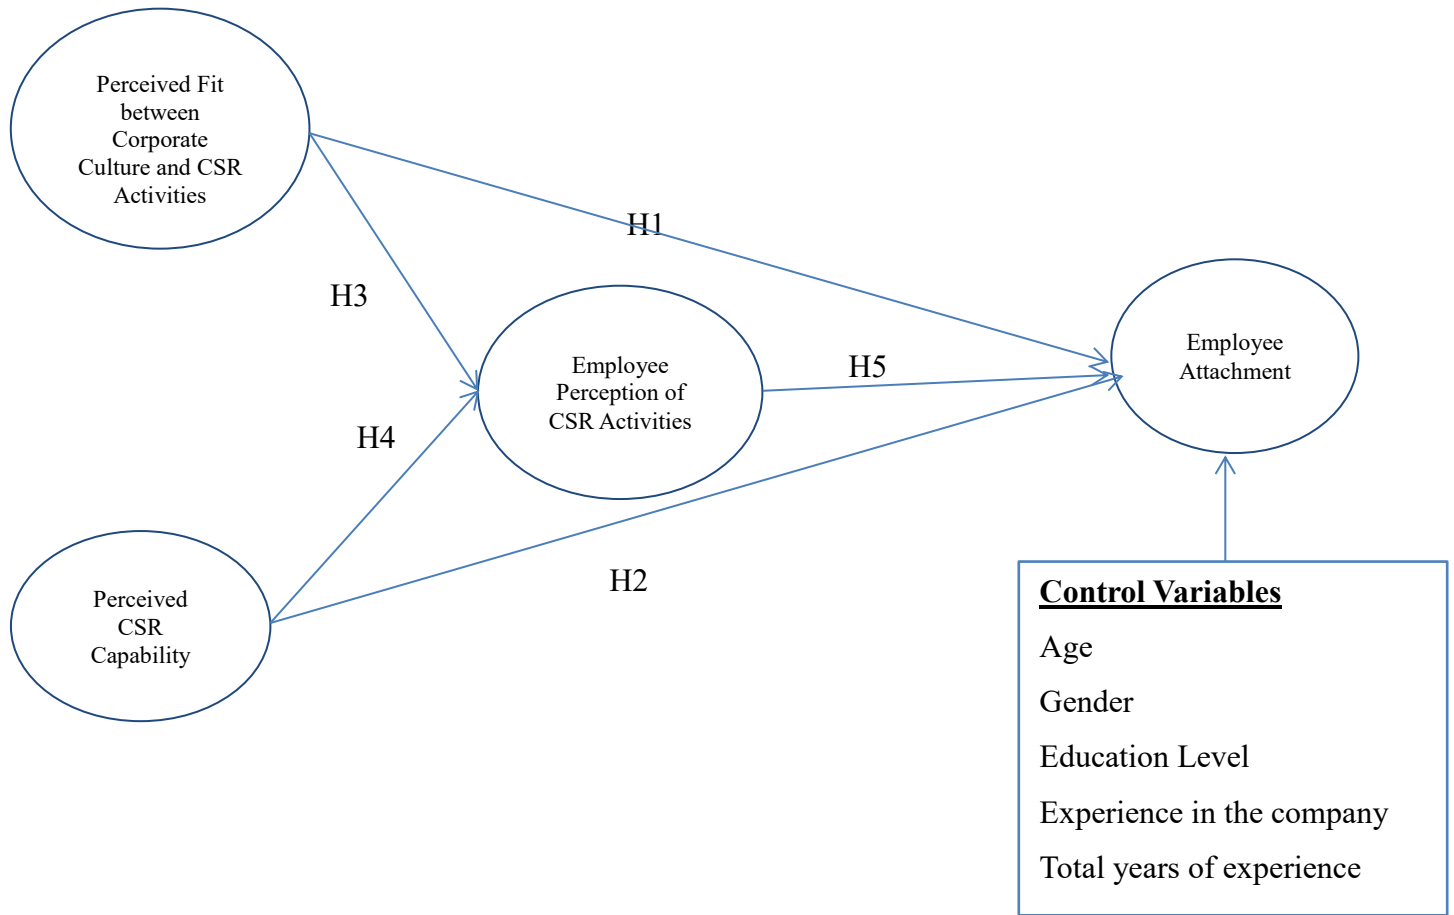 Perceived Fit
between
Corporate
Culture and CSR
Activities
H1
H3
Employee
Perception of
CSR Activities
H5
Employee
Attachment
H4
Perceived
CSR
Capability
H2
Control Variables
Age
Gender
Education Level
Experience in the company
Total years of experience